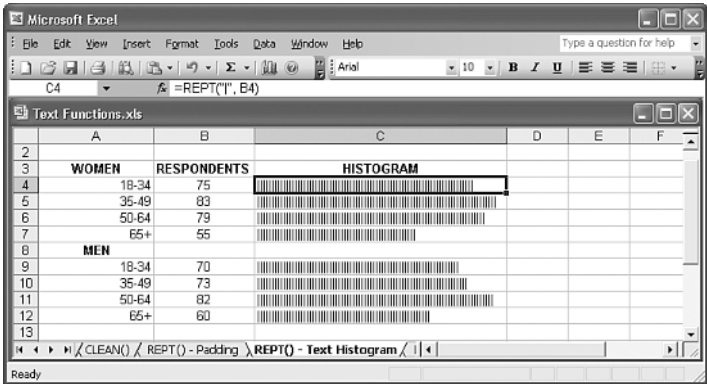 Microsoft Excel
File Edit View Insert Format Tools Data Window Help Type a question for help
Σ Arial 10 B I U
C4 fx =REPT("|", B4)
Text Functions.xls
A B C D E F
2
3 WOMEN RESPONDENTS HISTOGRAM
4 18-34 75
5 35-49 83
6 50-64 79
7 65+ 55
8 MEN
9 18-34 70
10 35-49 73
11 50-64 82
12 65+ 60
13
CLEAN() / REPT() - Padding \ REPT() - Text Histogram /
Ready